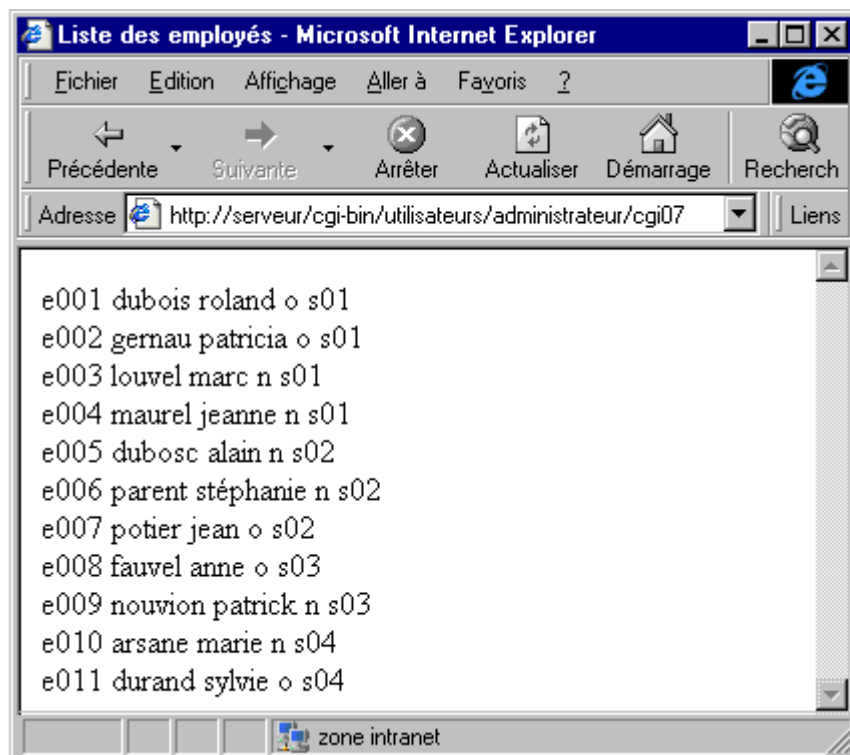 Liste des employés - Microsoft Internet Explorer
Fichier Edition Affichage Aller à Favoris ?
Précédente Suivante Arrêter Actualiser Démarrage Recherch
Adresse http://serveur/cgi-bin/utilisateurs/administrateur/cgi07 Liens
e001 dubois roland o s01
e002 gernau patricia o s01
e003 louvel marc n s01
e004 maurel jeanne n s01
e005 dubosc alain n s02
e006 parent stéphanie n s02
e007 potier jean o s02
e008 fauvel anne o s03
e009 nouvion patrick n s03
e010 arsane marie n s04
e011 durand sylvie o s04
zone intranet